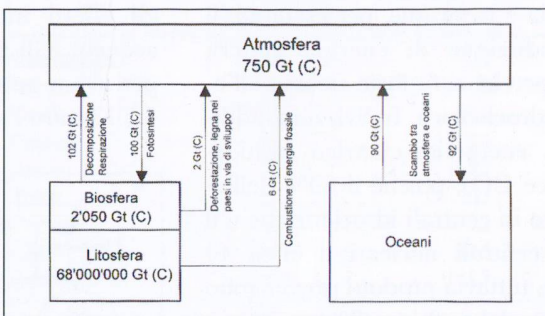 Atmosfera
750 Gt (C)
102 Gt (C)
Decomposizione
Respirazione
100 Gt (C)
Fotosintesi
2 Gt (C)
Deforestazione, legna nei
paesi in via di sviluppo
6 Gt (C)
Combustione di energia fossile
90 Gt (C)
Scambio tra
atmosfera e oceani
92 Gt (C)
Biosfera
2'050 Gt (C)
Litosfera
68'000'000 Gt (C)
Oceani